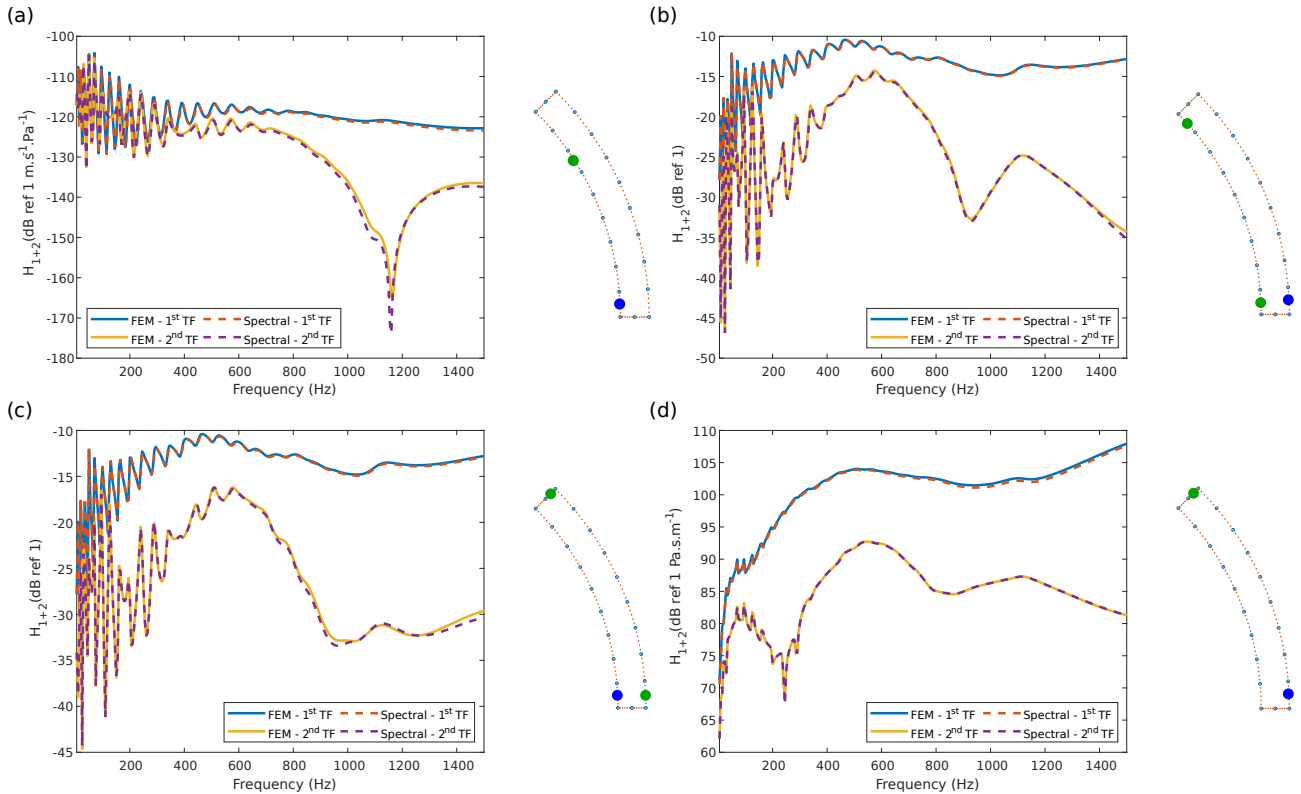 (a)
-100
-110
-120
-130
-140
-150
-160
-170
-180
H1+2(dB ref 1 m.s-1.Pa-1)
FEM - 1st TF
Spectral - 1st TF
FEM - 2nd TF
Spectral - 2nd TF
200 400 600 800 1000 1200 1400
Frequency (Hz)
(b)
-10
-15
-20
-25
-30
-35
-40
-45
-50
H1+2(dB ref 1)
FEM - 1st TF
Spectral - 1st TF
FEM - 2nd TF
Spectral - 2nd TF
200 400 600 800 1000 1200 1400
Frequency (Hz)
(c)
-10
-15
-20
-25
-30
-35
-40
-45
H1+2(dB ref 1)
FEM - 1st TF
Spectral - 1st TF
FEM - 2nd TF
Spectral - 2nd TF
200 400 600 800 1000 1200 1400
Frequency (Hz)
(d)
110
105
100
95
90
85
80
75
70
65
60
H1+2(dB ref 1 Pa.s.m-1)
FEM - 1st TF
Spectral - 1st TF
FEM - 2nd TF
Spectral - 2nd TF
200 400 600 800 1000 1200 1400
Frequency (Hz)